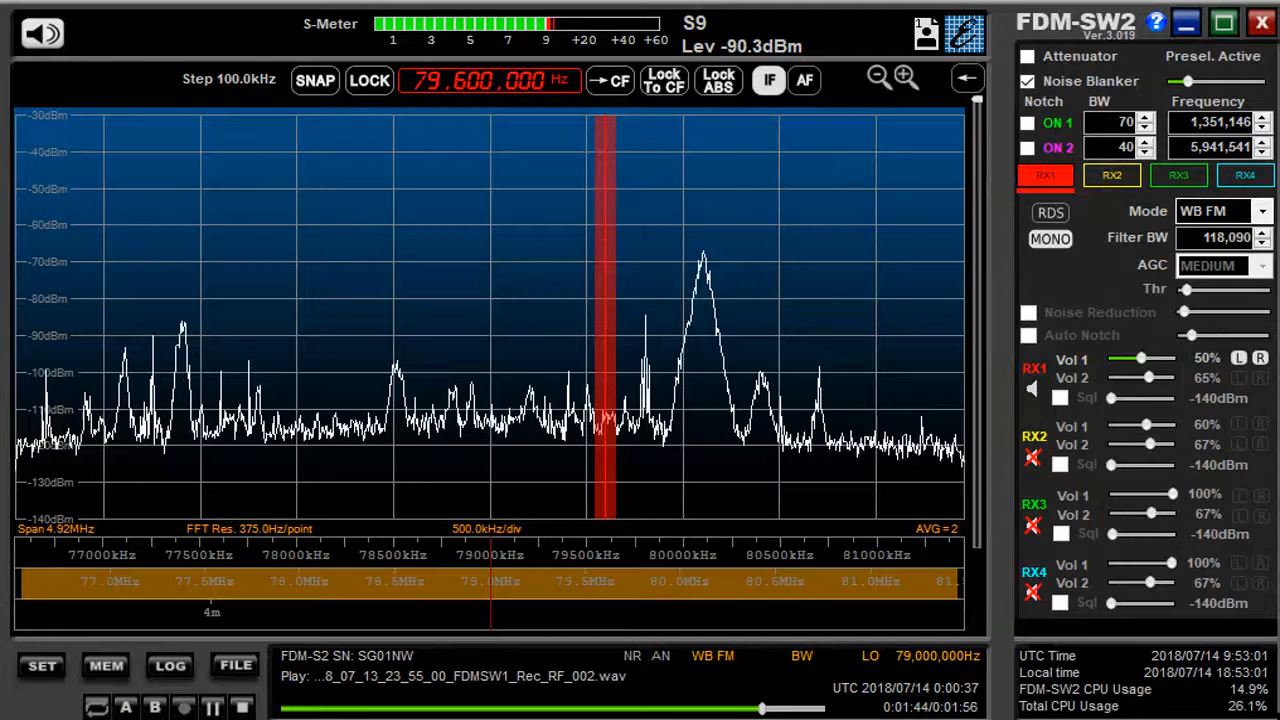 S-Meter
1 3 5 7 9 +20 +40 +60
S9
Lev -90.3dBm
1
FDM-SW2
?
X
Ver.3.019
Step 100.0kHz
SNAP
LOCK
79.600.000 Hz
→CF
Lock To CF
Lock ABS
IF
AF
←
-30dBm
-40dBm
-50dBm
-60dBm
-70dBm
-80dBm
-90dBm
-100dBm
-110dBm
-120dBm
-130dBm
-140dBm
Span 4.92MHz
FFT Res. 375.0Hz/point
500.0kHz/div
AVG = 2
77000kHz 77500kHz 78000kHz 78500kHz 79000kHz 79500kHz 80000kHz 80500kHz 81000kHz
77.0MHz 77.5MHz 78.0MHz 78.5MHz 79.0MHz 79.5MHz 80.0MHz 80.5MHz 81.0MHz 81.
4m
Attenuator
Presel. Active
Noise Blanker
Notch BW Frequency
ON 1 70 1,351,146
ON 2 40 5,941,541
RX1 RX2 RX3 RX4
RDS
Mode WB FM
MONO
Filter BW 118,090
AGC MEDIUM
Thr
Noise Reduction
Auto Notch
RX1
Vol 1 50% L R
Vol 2 65% L R
Sql -140dBm
RX2
Vol 1 60% L R
Vol 2 67% L R
Sql -140dBm
RX3
Vol 1 100% L R
Vol 2 67% L R
Sql -140dBm
RX4
Vol 1 100% L R
Vol 2 67% L R
Sql -140dBm
SET
MEM
LOG
FILE
A
B
FDM-S2 SN: SG01NW
NR AN WB FM BW LO 79,000,000Hz
Play: ...8_07_13_23_55_00_FDMSW1_Rec_RF_002.wav
UTC 2018/07/14 0:00:37
0:01:44/0:01:56
UTC Time 2018/07/14 9:53:01
Local time 2018/07/14 18:53:01
FDM-SW2 CPU Usage 14.9%
Total CPU Usage 26.1%